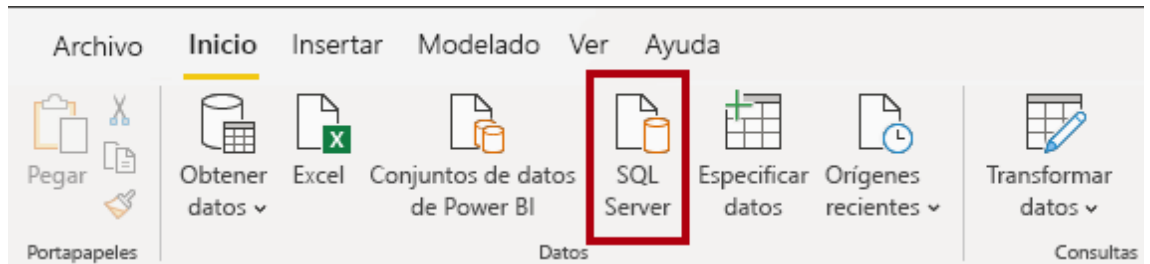 Archivo Inicio Insertar Modelado Ver Ayuda
Pegar
Obtener datos
Excel
Conjuntos de datos de Power BI
SQL Server
Especificar datos
Orígenes recientes
Transformar datos
Portapapeles Datos Consultas